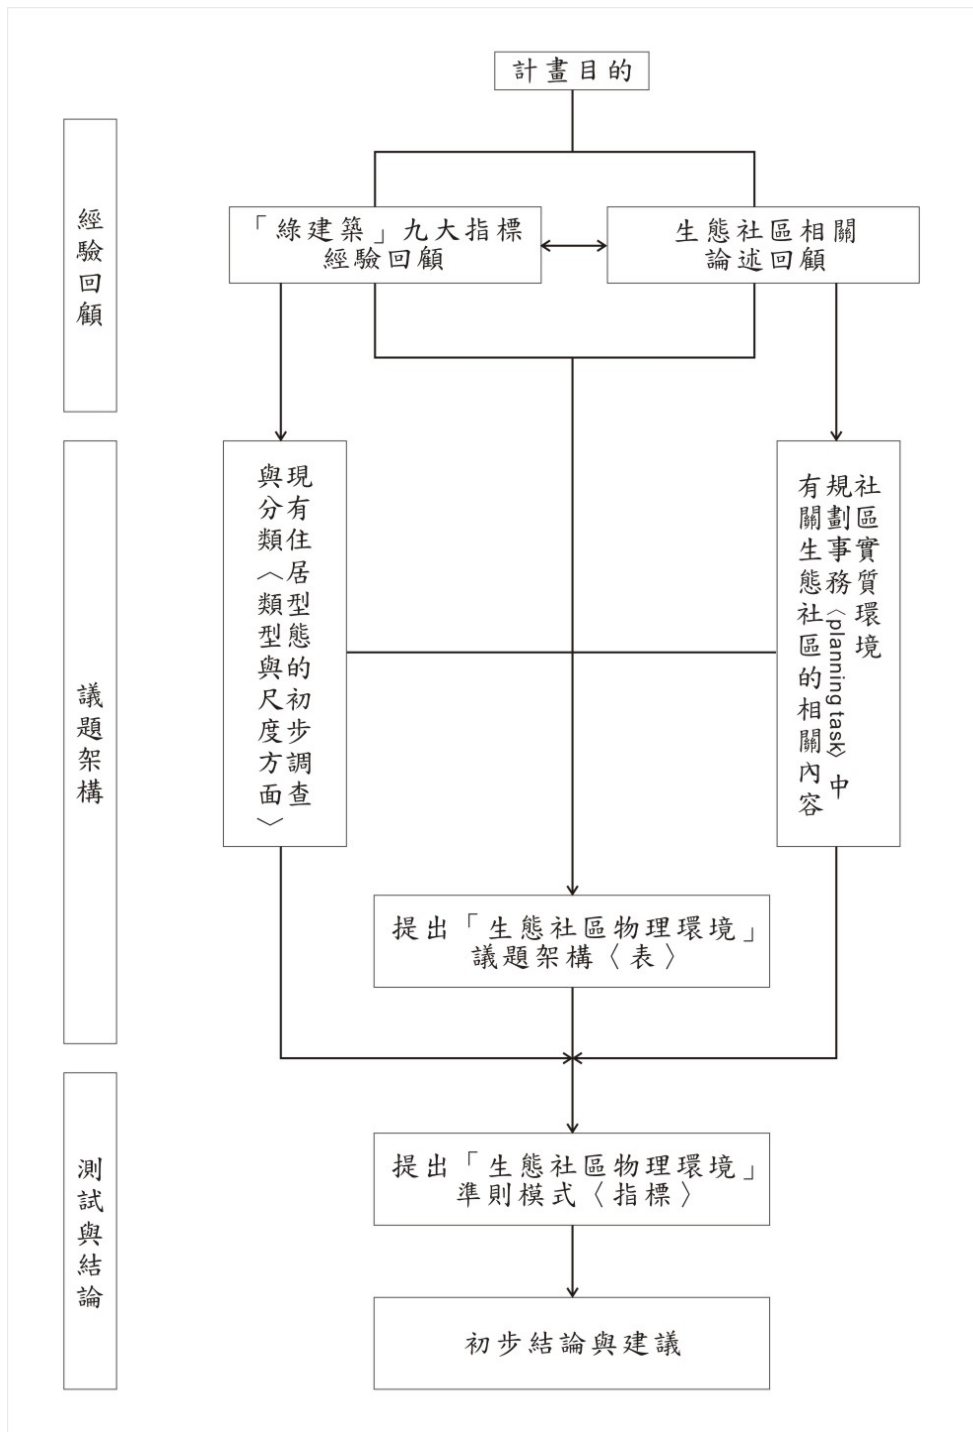 計畫目的
經驗回顧
「綠建築」九大指標
經驗回顧
生態社區相關
論述回顧
議題架構
現有住居型態的初步調查
與分類〈類型與尺度方面〉
社區實質環境
規劃事務〈planning task〉中
有關生態社區的相關內容
提出「生態社區物理環境」
議題架構〈表〉
測試與結論
提出「生態社區物理環境」
準則模式〈指標〉
初步結論與建議